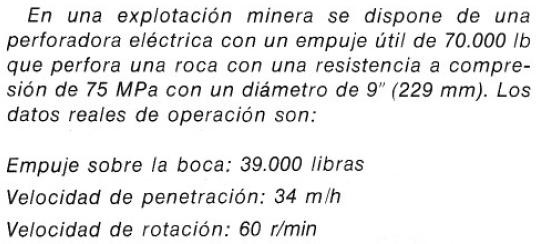 En una explotación minera se dispone de una
perforadora eléctrica con un empuje útil de 70.000 lb
que perfora una roca con una resistencia a compre-
sión de 75 MPa con un diámetro de 9" (229 mm). Los
datos reales de operación son:
Empuje sobre la boca: 39.000 libras
Velocidad de penetración: 34 m/h
Velocidad de rotación: 60 r/min